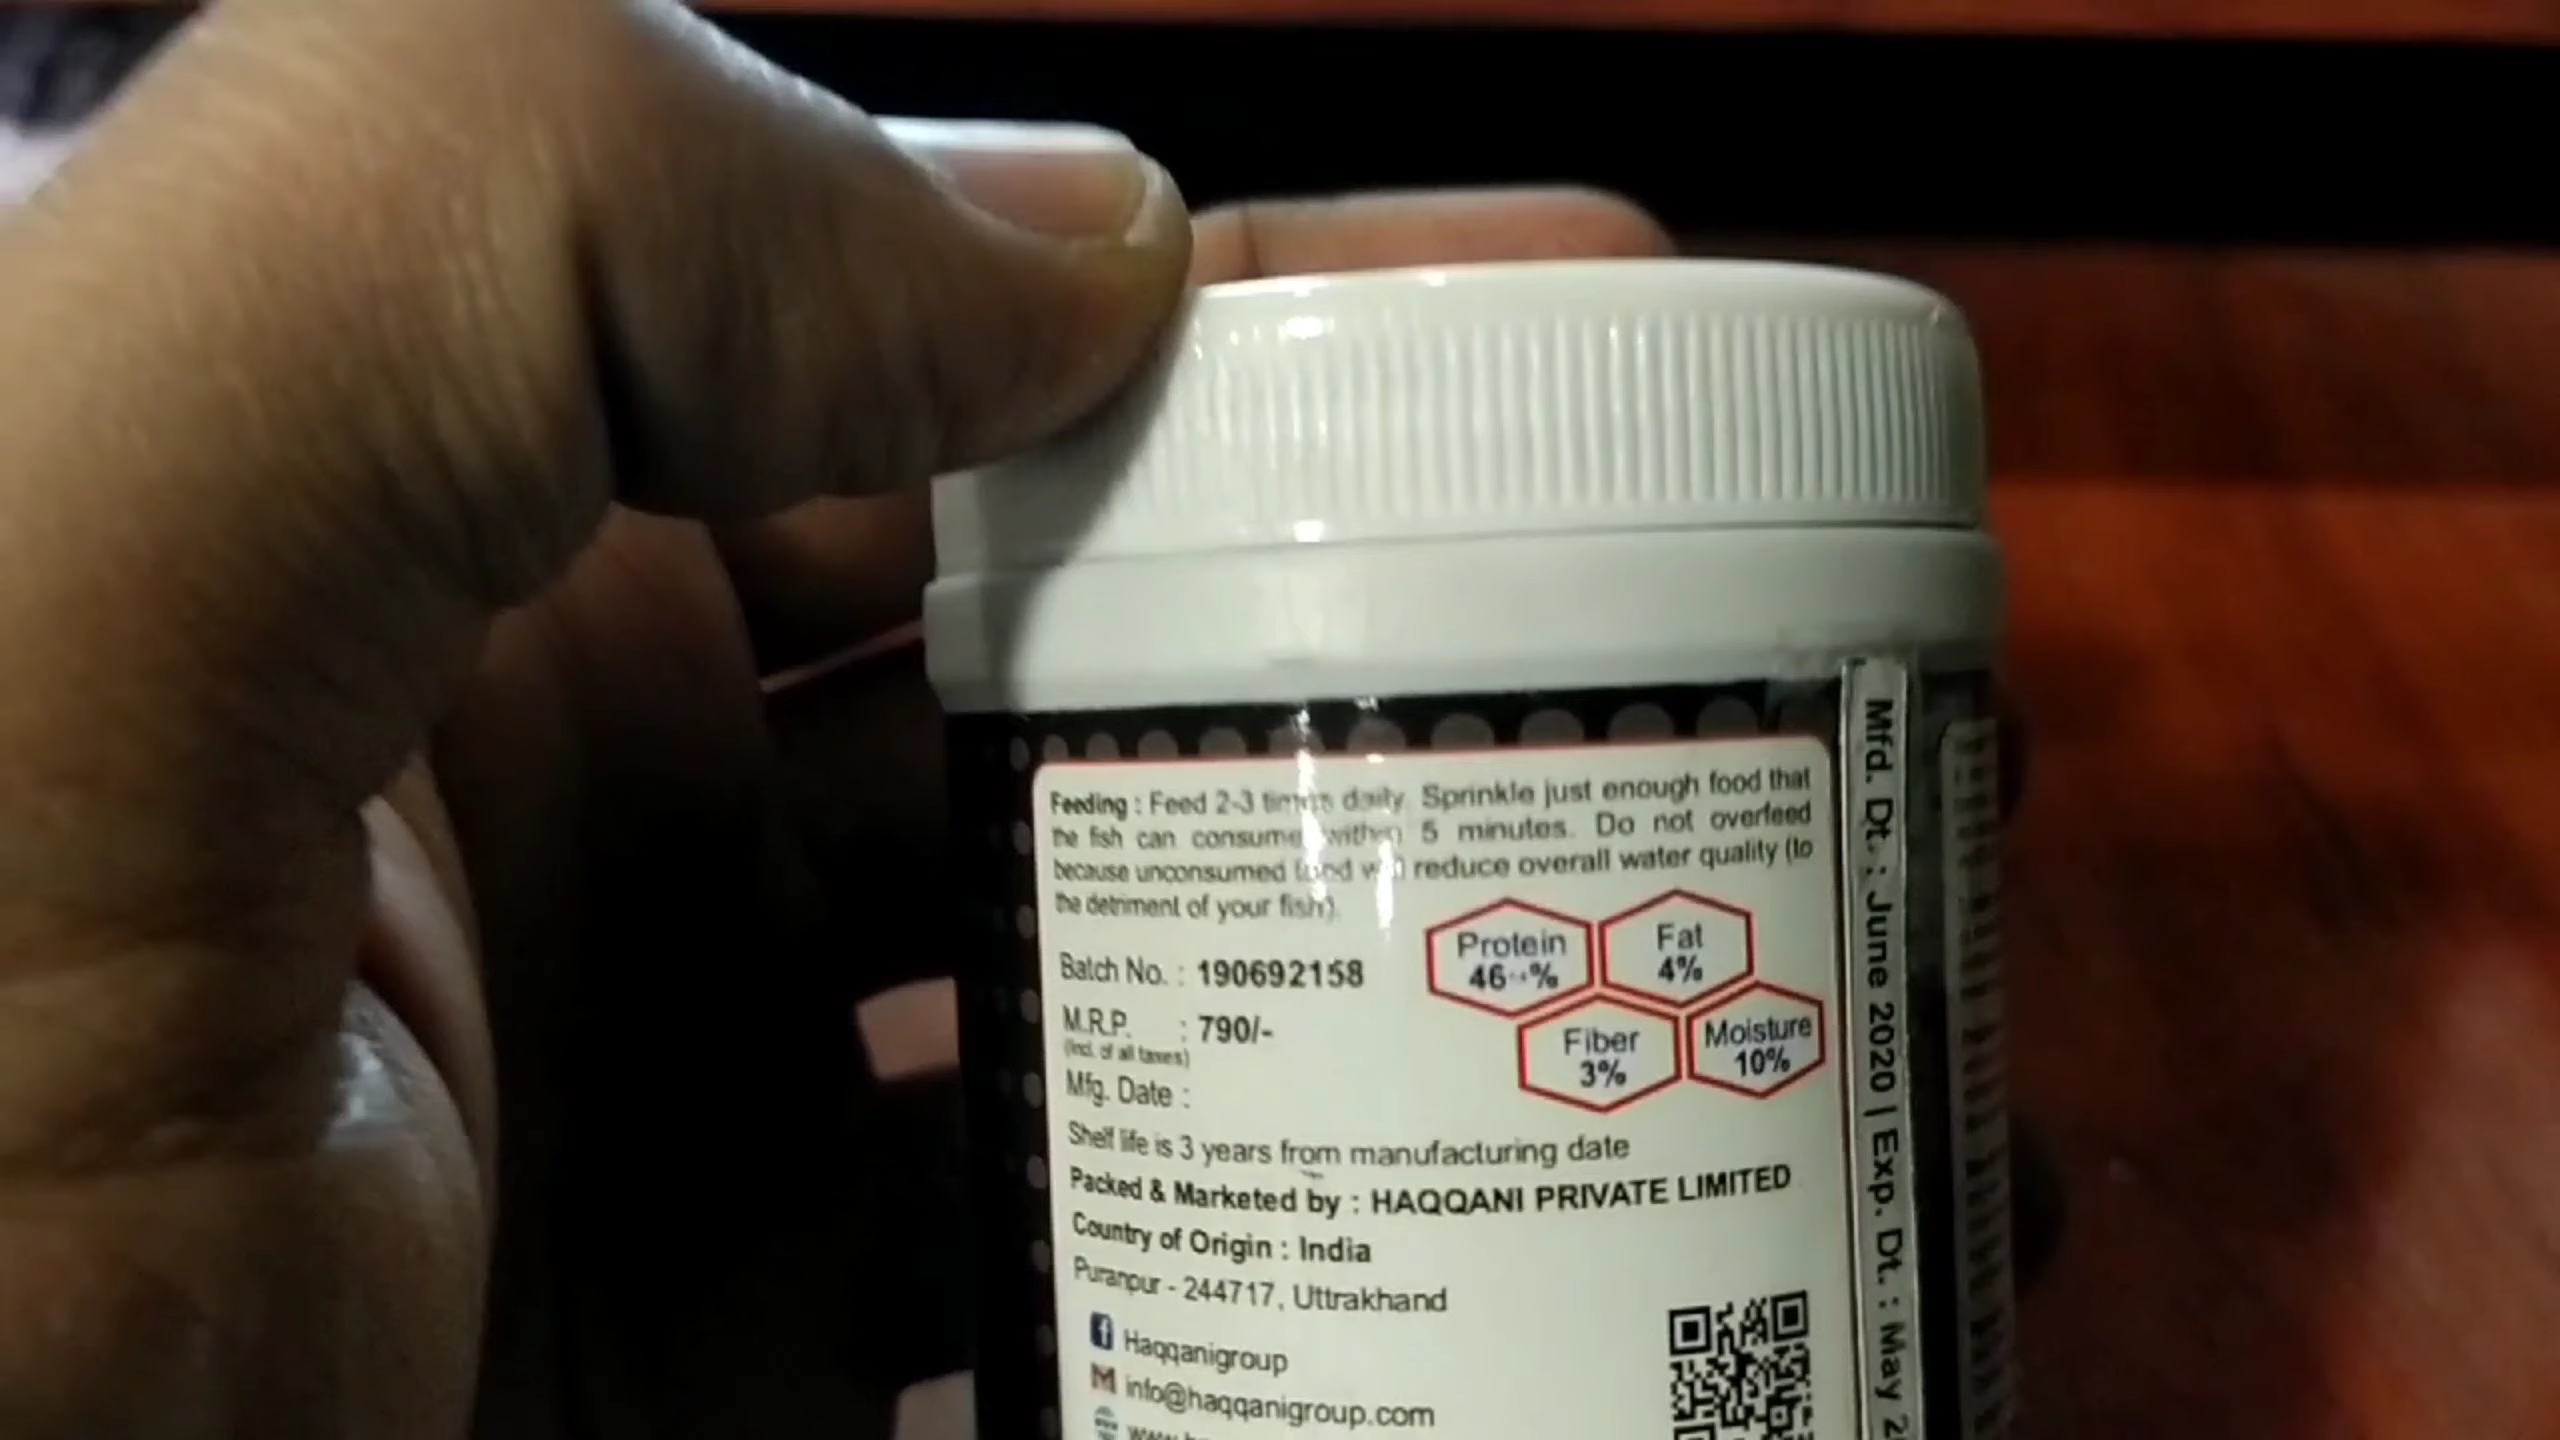 Feeding : Feed 2-3 times daily. Sprinkle just enough food that
the fish can consume within 5 minutes. Do not overfeed
because unconsumed food will reduce overall water quality (to
the detriment of your fish).
Protein
46 %
Fat
4%
Fiber
3%
Moisture
10%
Batch No. : 190692158
M.R.P. : 790/-
(Incl. of all taxes)
Mfg. Date :
Shelf life is 3 years from manufacturing date
Packed & Marketed by : HAQQANI PRIVATE LIMITED
Country of Origin : India
Puranpur - 244717, Uttrakhand
Haqqanigroup
info@haqqanigroup.com
Mfd. Dt. : June 2020 | Exp. Dt. : May